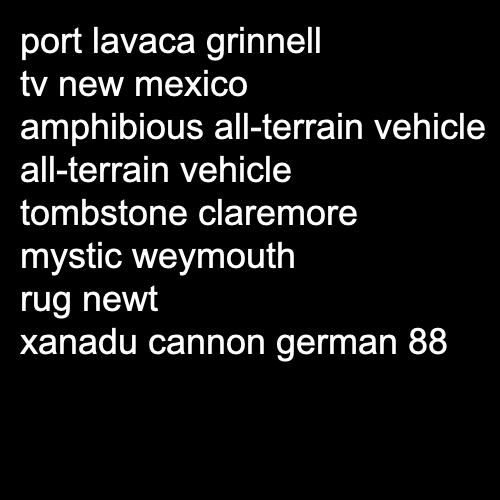 port lavaca grinnell
tv new mexico
amphibious all-terrain vehicle
all-terrain vehicle
tombstone claremore
mystic weymouth
rug newt
xanadu cannon german 88